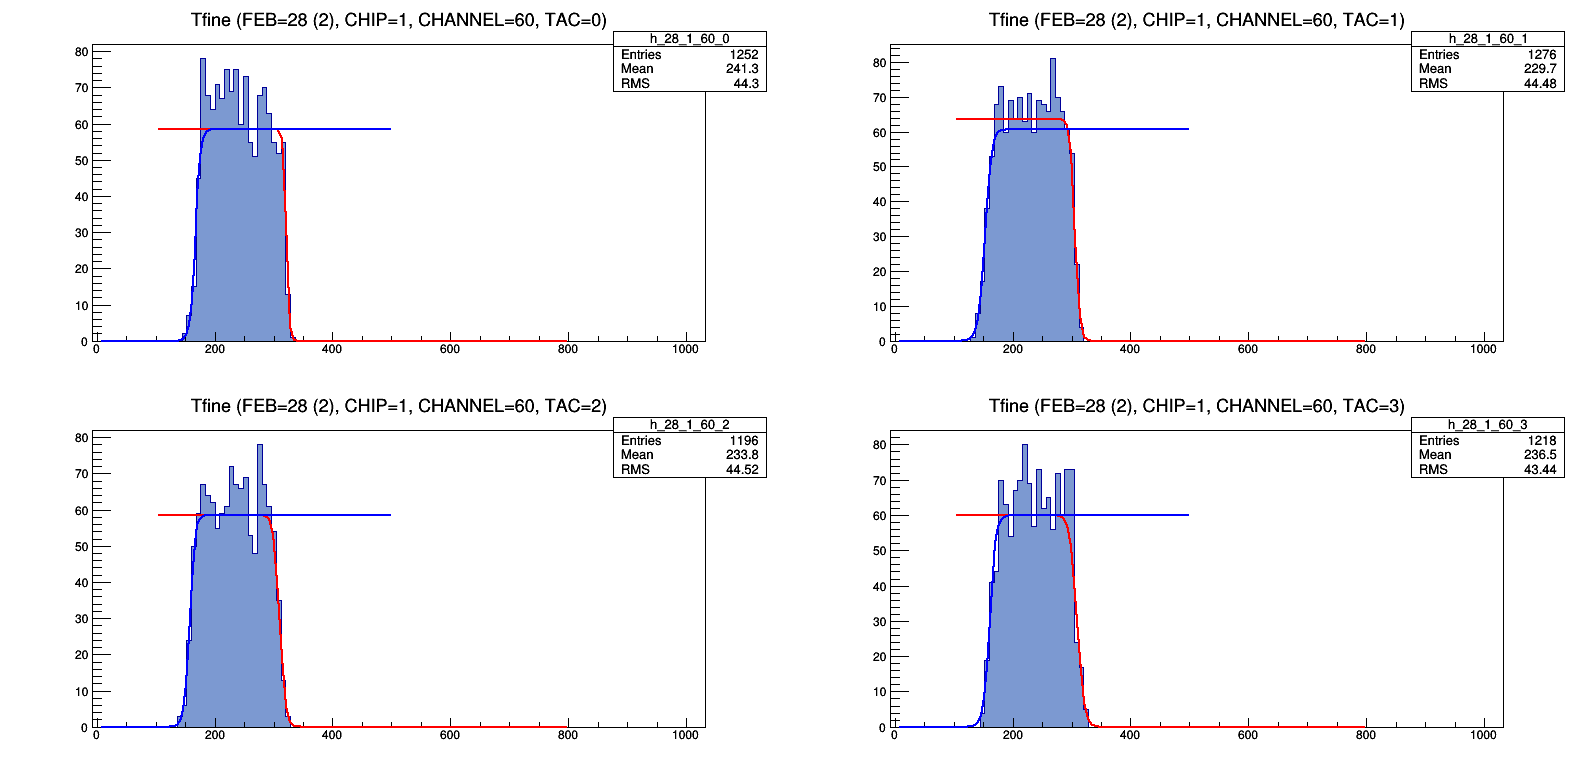 Tfine (FEB=28 (2), CHIP=1, CHANNEL=60, TAC=0)
h_28_1_60_0
Entries 1252
Mean 241.3
RMS 44.3
80
70
60
50
40
30
20
10
0
0 200 400 600 800 1000
Tfine (FEB=28 (2), CHIP=1, CHANNEL=60, TAC=1)
h_28_1_60_1
Entries 1276
Mean 229.7
RMS 44.48
80
70
60
50
40
30
20
10
0
0 200 400 600 800 1000
Tfine (FEB=28 (2), CHIP=1, CHANNEL=60, TAC=2)
h_28_1_60_2
Entries 1196
Mean 233.8
RMS 44.52
80
70
60
50
40
30
20
10
0
0 200 400 600 800 1000
Tfine (FEB=28 (2), CHIP=1, CHANNEL=60, TAC=3)
h_28_1_60_3
Entries 1218
Mean 236.5
RMS 43.44
80
70
60
50
40
30
20
10
0
0 200 400 600 800 1000